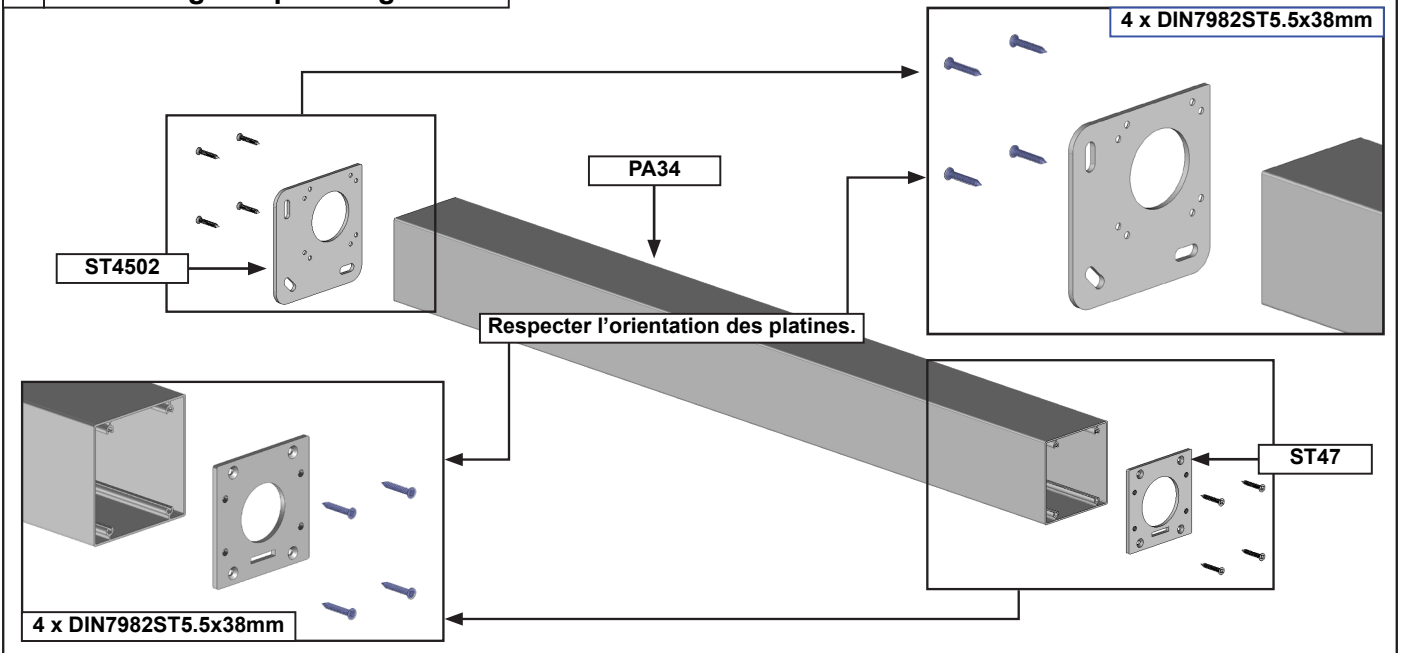 4 x DIN7982ST5.5x38mm
PA34
ST4502
Respecter l’orientation des platines.
ST47
4 x DIN7982ST5.5x38mm